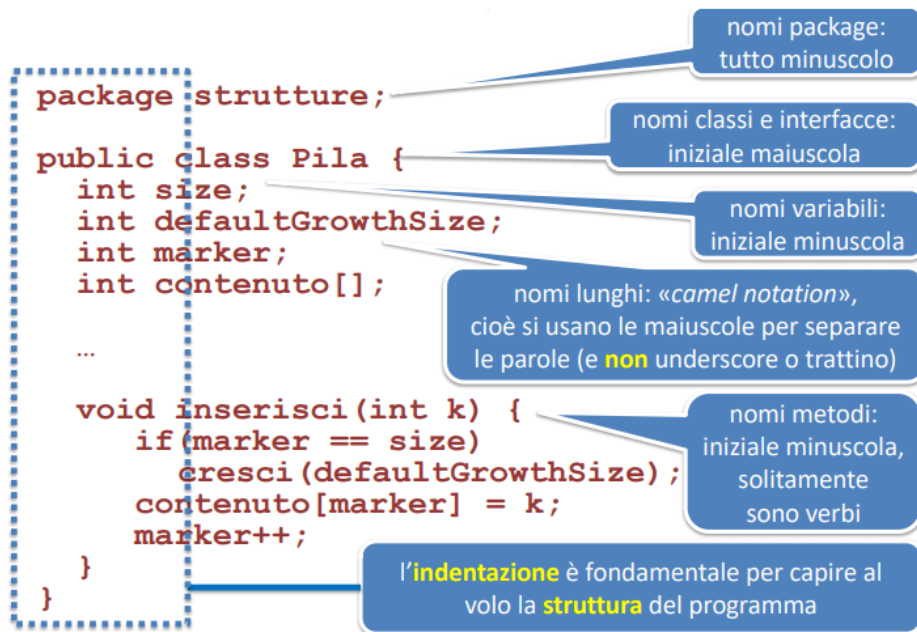 nomi package:
tutto minuscolo
package strutture;
nomi classi e interfacce:
iniziale maiuscola
public class Pila {
int size;
nomi variabili:
iniziale minuscola
int defaultGrowthSize;
int marker;
int contenuto[];
nomi lunghi: «camel notation»,
cioè si usano le maiuscole per separare
le parole (e non underscore o trattino)
…
void inserisci(int k) {
nomi metodi:
iniziale minuscola,
solitamente
sono verbi
if(marker == size)
cresci(defaultGrowthSize);
contenuto[marker] = k;
marker++;
}
}
l'indentazione è fondamentale per capire al
volo la struttura del programma